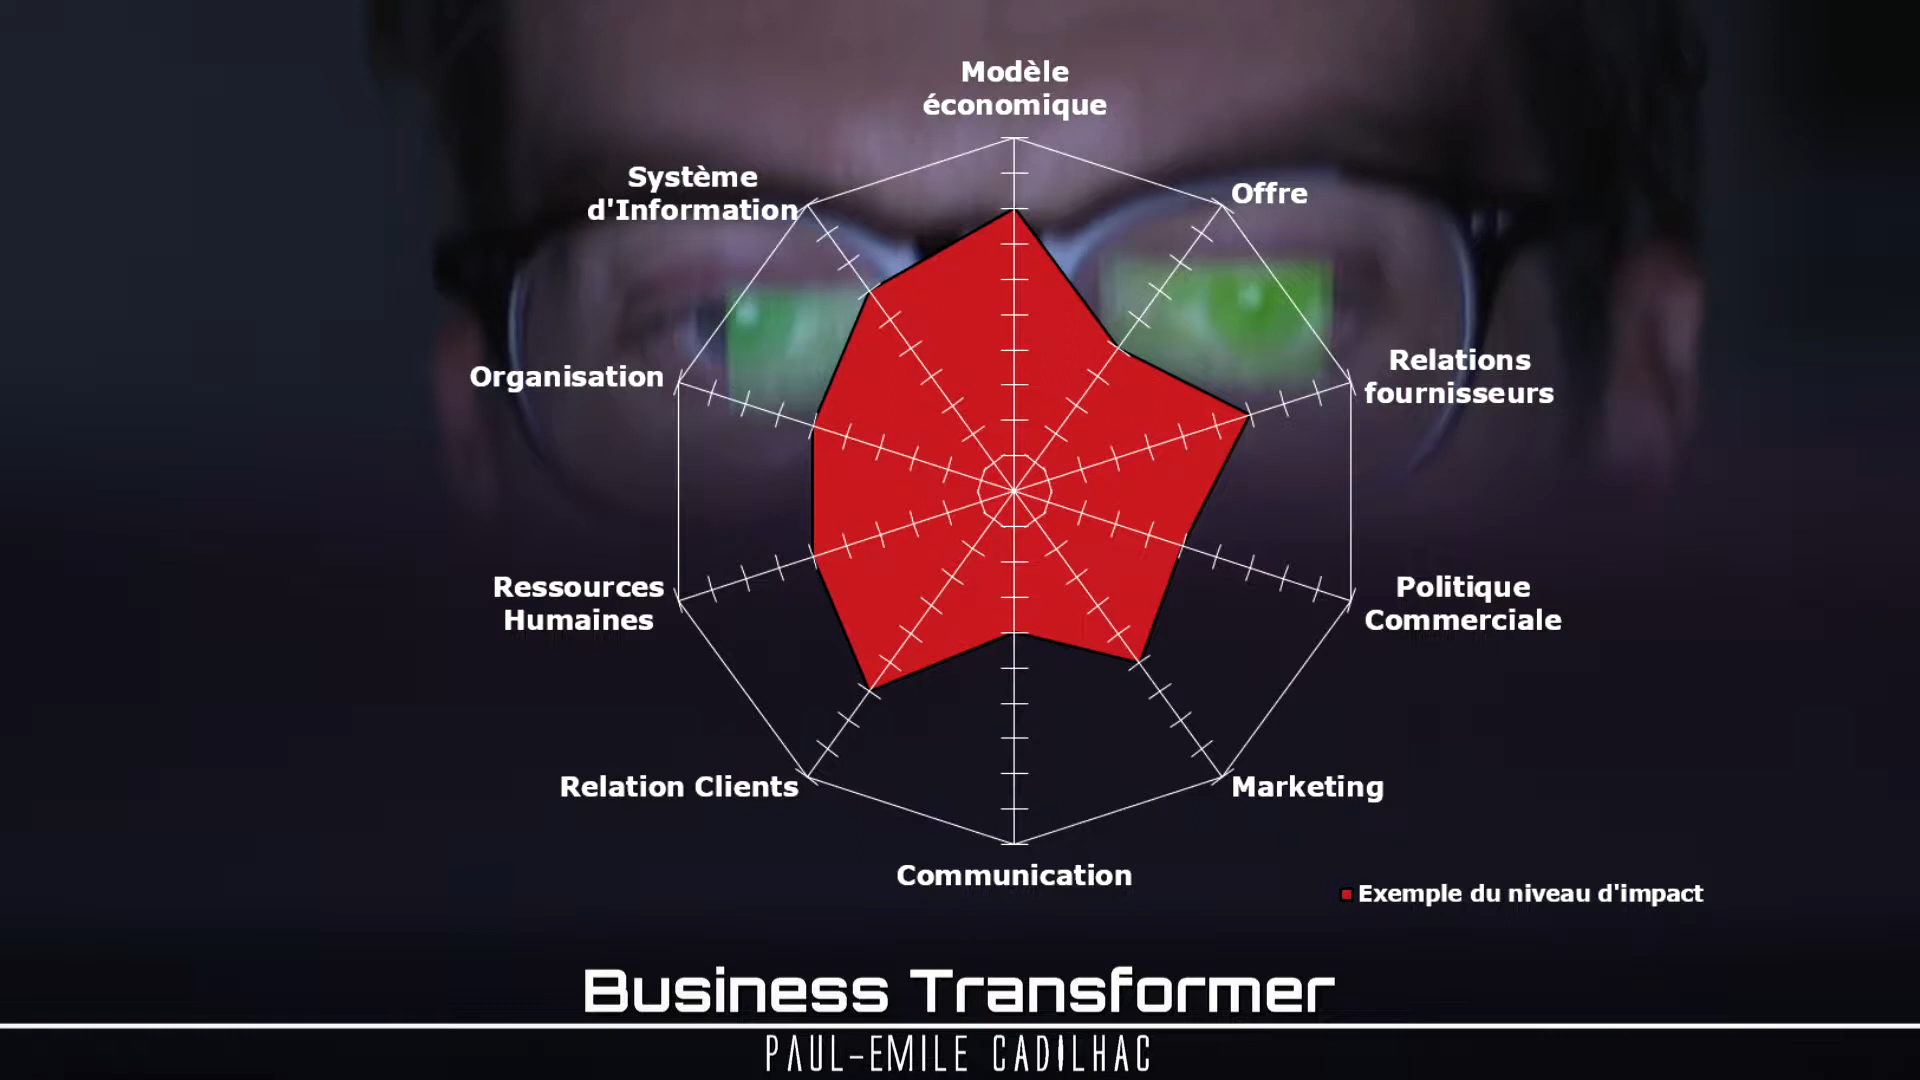 Modèle
économique
Système
d'Information
Offre
Organisation
Relations
fournisseurs
Ressources
Humaines
Politique
Commerciale
Relation Clients
Marketing
Communication
Exemple du niveau d'impact
Business Transformer
PAUL-EMILE CADILHAC